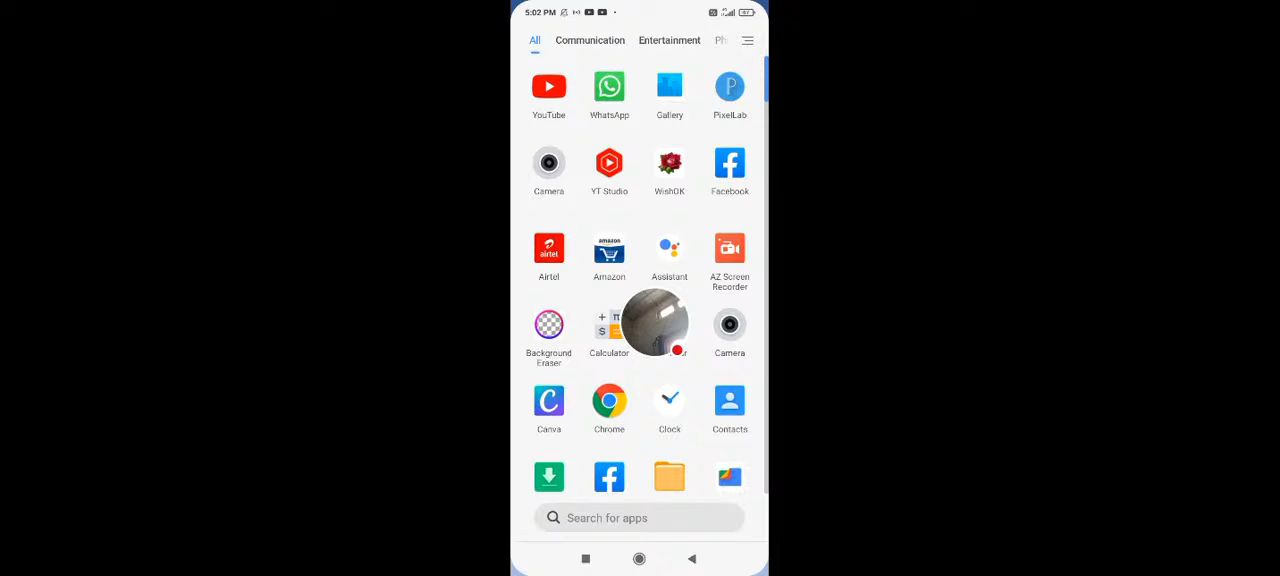 5:02 PM
All Communication Entertainment Ph
YouTube WhatsApp Gallery PixelLab
Camera YT Studio WishOK Facebook
airtel amazon
Airtel Amazon Assistant AZ Screen
Recorder
Background Calculator Camera
Eraser
Canva Chrome Clock Contacts
Search for apps